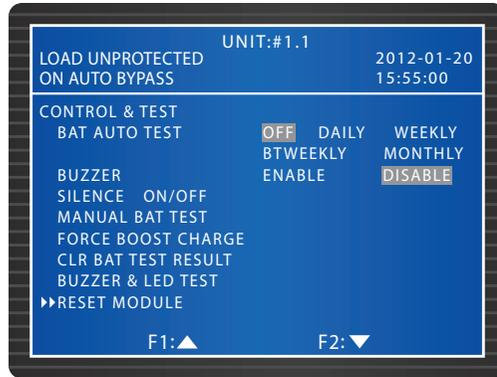 UNIT:#1.1
LOAD UNPROTECTED 2012-01-20
ON AUTO BYPASS 15:55:00
CONTROL & TEST
BAT AUTO TEST OFF DAILY WEEKLY
BTWEEKLY MONTHLY
BUZZER ENABLE DISABLE
SILENCE ON/OFF
MANUAL BAT TEST
FORCE BOOST CHARGE
CLR BAT TEST RESULT
BUZZER & LED TEST
RESET MODULE
F1: F2: